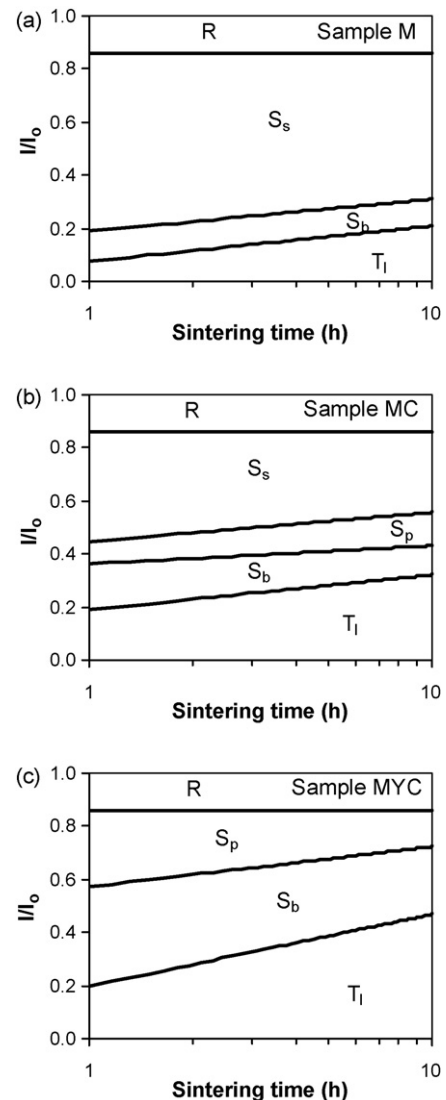 (a)
R Sample M
1.0
0.8
0.6
0.4
0.2
0.0
I/Iₒ
Sₛ
S_b
Tₗ
1 10
Sintering time (h)
(b)
R Sample MC
1.0
0.8
0.6
0.4
0.2
0.0
I/Iₒ
Sₛ
Sₚ
S_b
Tₗ
1 10
Sintering time (h)
(c)
R Sample MYC
1.0
0.8
0.6
0.4
0.2
0.0
I/Iₒ
Sₚ
S_b
Tₗ
1 10
Sintering time (h)